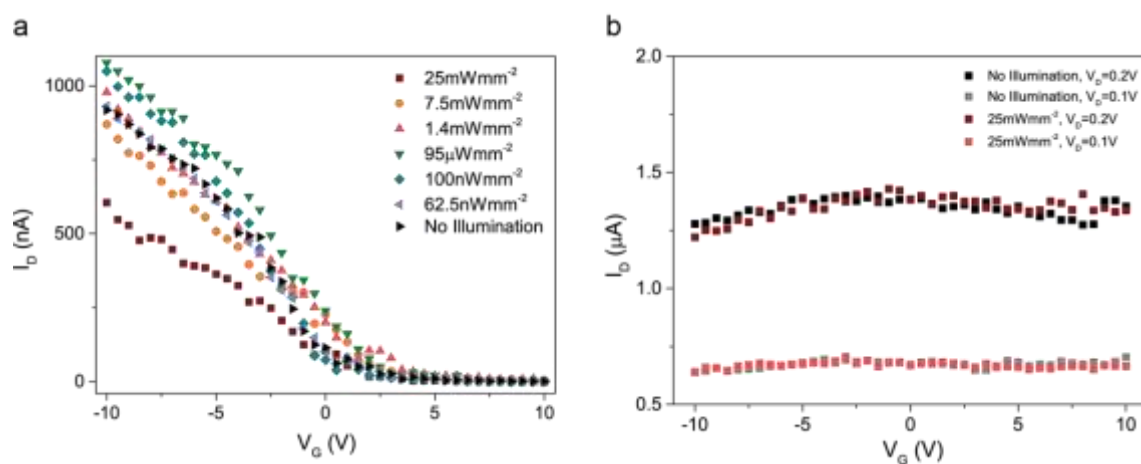 a
1000
500
0
I_D (nA)
-10 -5 0 5 10
V_G (V)
25mWmm⁻²
7.5mWmm⁻²
1.4mWmm⁻²
95µWmm⁻²
100nWmm⁻²
62.5nWmm⁻²
No Illumination
b
2.0
1.5
1.0
0.5
I_D (µA)
-10 -5 0 5 10
V_G (V)
No Illumination, V_D=0.2V
No Illumination, V_D=0.1V
25mWmm⁻², V_D=0.2V
25mWmm⁻², V_D=0.1V